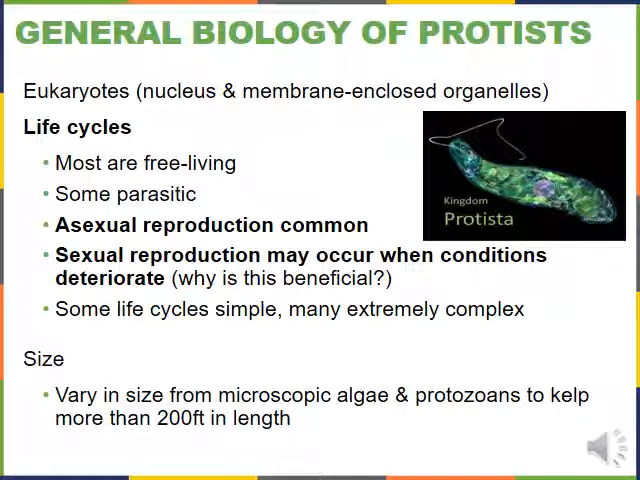 GENERAL BIOLOGY OF PROTISTS
Eukaryotes (nucleus & membrane-enclosed organelles)
Life cycles
• Most are free-living
• Some parasitic
• Asexual reproduction common
• Sexual reproduction may occur when conditions
deteriorate (why is this beneficial?)
• Some life cycles simple, many extremely complex
Kingdom
Protista
Size
• Vary in size from microscopic algae & protozoans to kelp
more than 200ft in length